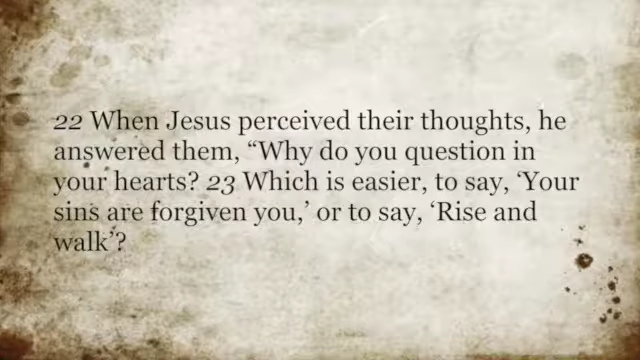 22 When Jesus perceived their thoughts, he
answered them, “Why do you question in
your hearts? 23 Which is easier, to say, ‘Your
sins are forgiven you,’ or to say, ‘Rise and
walk’?